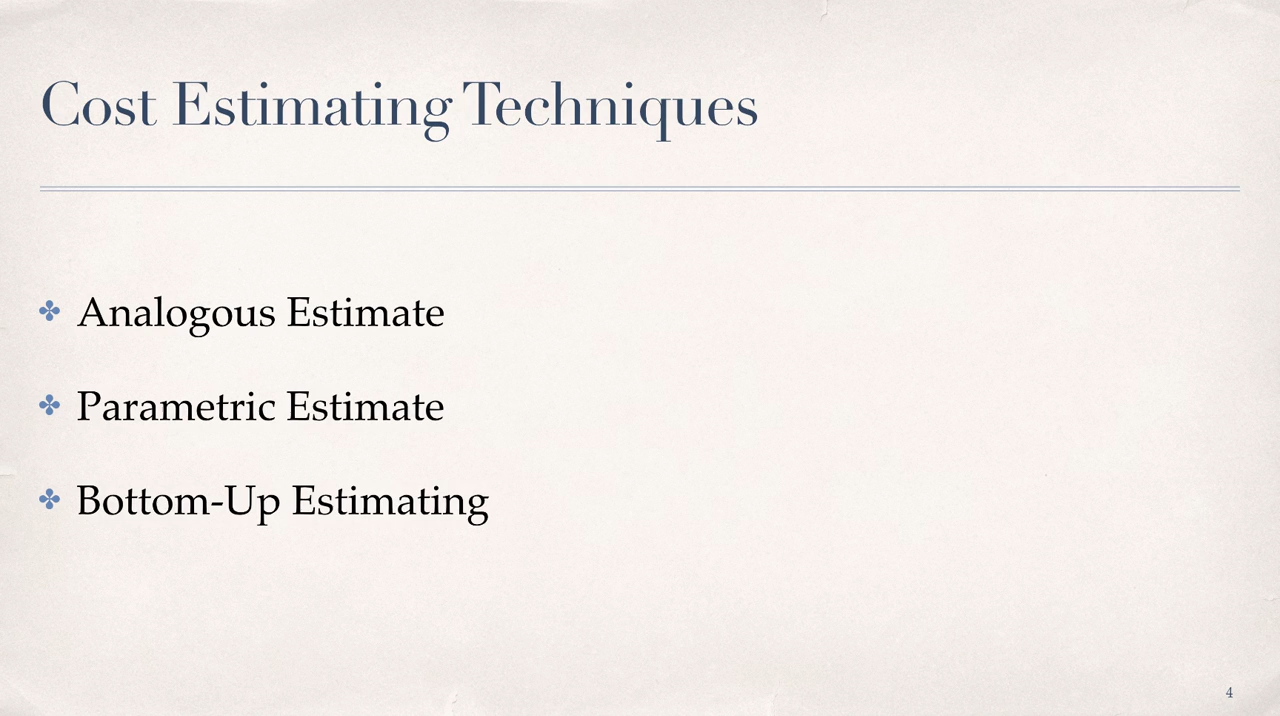 Cost Estimating Techniques
Analogous Estimate
Parametric Estimate
Bottom-Up Estimating
4